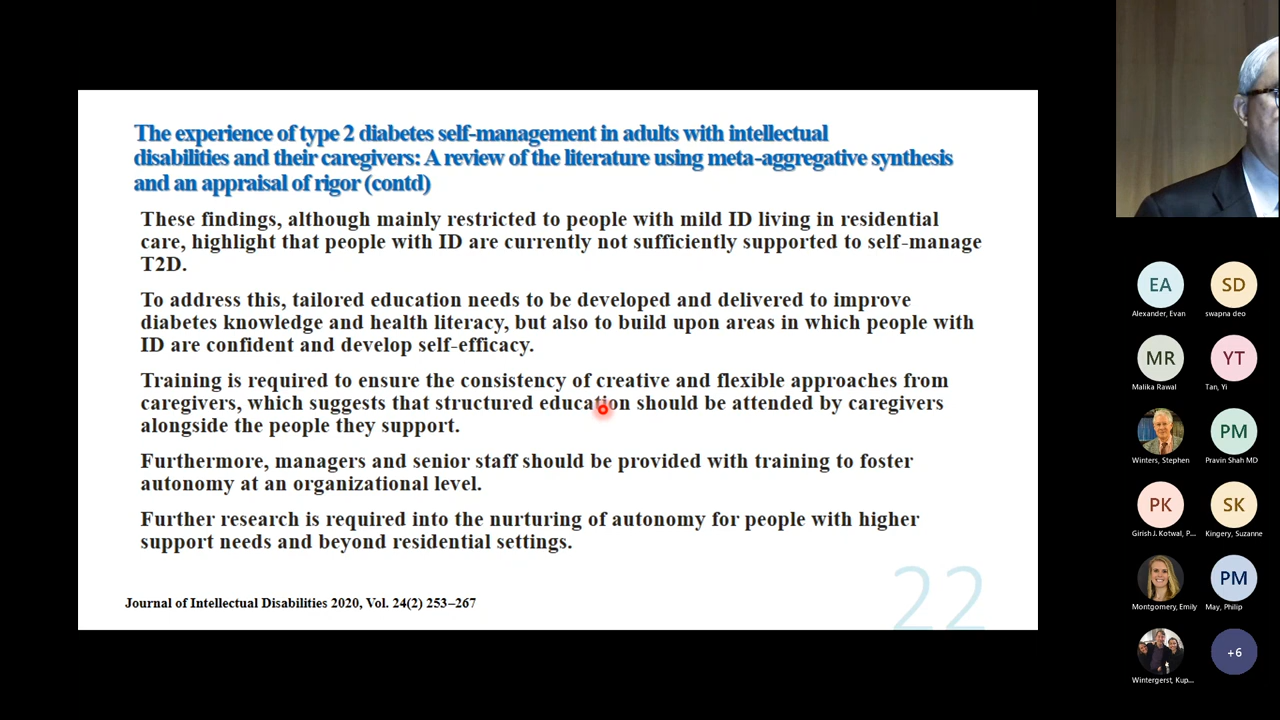 The experience of type 2 diabetes self-management in adults with intellectual
disabilities and their caregivers: A review of the literature using meta-aggregative synthesis
and an appraisal of rigor (contd)
These findings, although mainly restricted to people with mild ID living in residential
care, highlight that people with ID are currently not sufficiently supported to self-manage
T2D.
To address this, tailored education needs to be developed and delivered to improve
diabetes knowledge and health literacy, but also to build upon areas in which people with
ID are confident and develop self-efficacy.
Training is required to ensure the consistency of creative and flexible approaches from
caregivers, which suggests that structured education should be attended by caregivers
alongside the people they support.
Furthermore, managers and senior staff should be provided with training to foster
autonomy at an organizational level.
Further research is required into the nurturing of autonomy for people with higher
support needs and beyond residential settings.
Journal of Intellectual Disabilities 2020, Vol. 24(2) 253–267
22
EA
SD
Alexander, Evan
swapna deo
MR
YT
Malika Rawal
Tan, Yi
PM
Winters, Stephen
Pravin Shah MD
PK
SK
Girish J. Kotwal, P...
Kingery, Suzanne
PM
Montgomery, Emily
May, Philip
+6
Wintergerst, Kup...